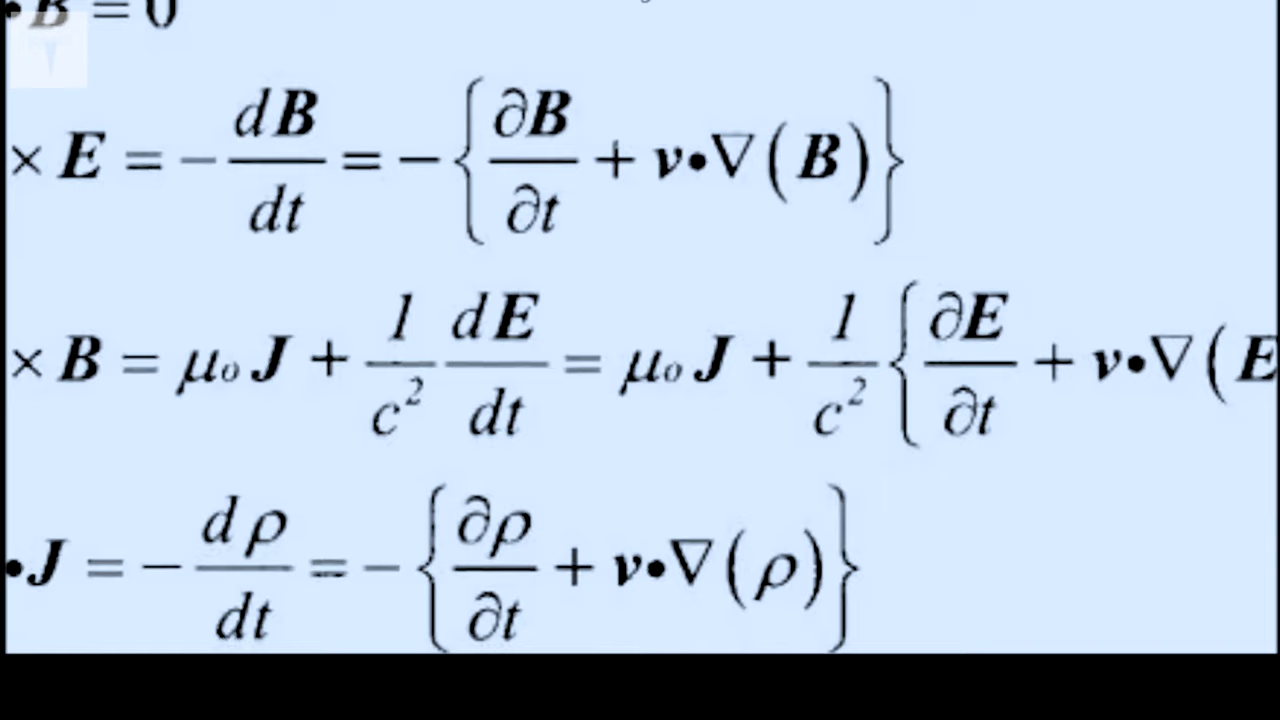 • B = 0
× E = − dB/dt = − { ∂B/∂t + v•∇(B) }
× B = μ₀ J + 1/c² dE/dt = μ₀ J + 1/c² { ∂E/∂t + v•∇(E
• J = − dρ/dt = − { ∂ρ/∂t + v•∇(ρ) }